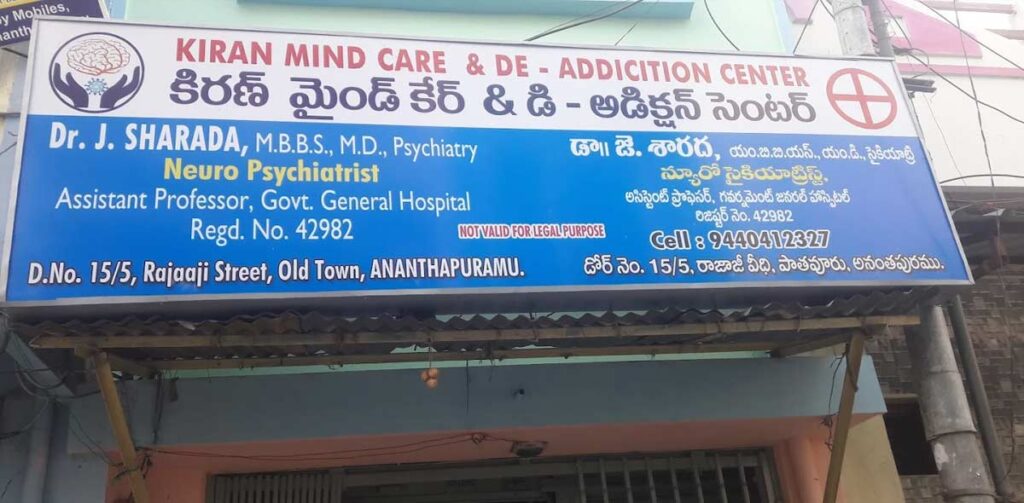 by Mobiles,
KIRAN MIND CARE & DE - ADDICITION CENTER
కిరణ్ మైండ్ కేర్ & డి - అడిక్షన్ సెంటర్
Dr. J. SHARADA, M.B.B.S., M.D., Psychiatry
Neuro Psychiatrist
Assistant Professor, Govt. General Hospital
Regd. No. 42982
D.No. 15/5, Rajaaji Street, Old Town, ANANTHAPURAMU.
NOT VALID FOR LEGAL PURPOSE
డా॥ జె. శారద, యం.బి.బి.యస్., యం.డి., సైకియాట్రీ
న్యూరో సైకియాట్రిస్ట్,
అసిస్టెంట్ ప్రొఫెసర్, గవర్నమెంట్ జనరల్ హాస్పిటల్
రిజిష్టర్ నెం. 42982
Cell : 9440412327
డోర్ నెం. 15/5, రాజాజీ వీధి, పాతవూరు, అనంతపురము.